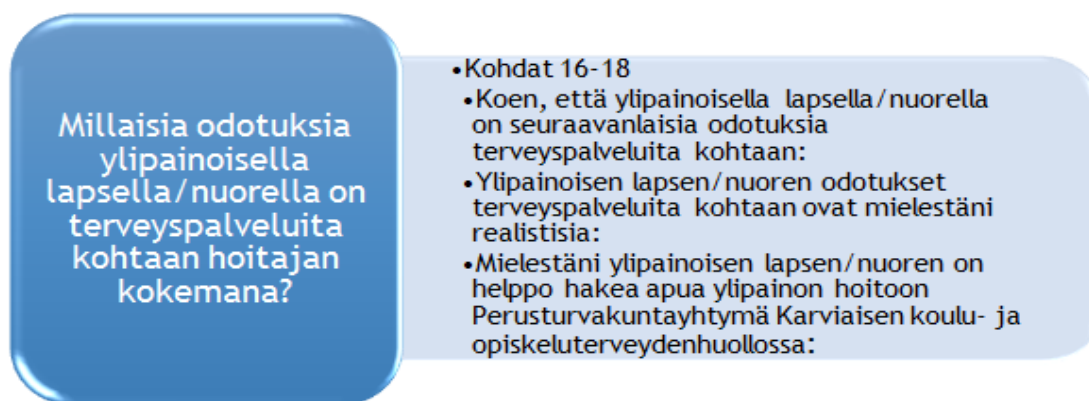 Millaisia odotuksia
ylipainoisella
lapsella/nuorella on
terveyspalveluita
kohtaan hoitajan
kokemana?
•Kohdat 16-18
•Koen, että ylipainoisella lapsella/nuorella
on seuraavanlaisia odotuksia
terveyspalveluita kohtaan:
•Ylipainoisen lapsen/nuoren odotukset
terveyspalveluita kohtaan ovat mielestäni
realistisia:
•Mielestäni ylipainoisen lapsen/nuoren on
helppo hakea apua ylipainon hoitoon
Perusturvakuntayhtymä Karviaisen koulu- ja
opiskeluterveydenhuollossa: